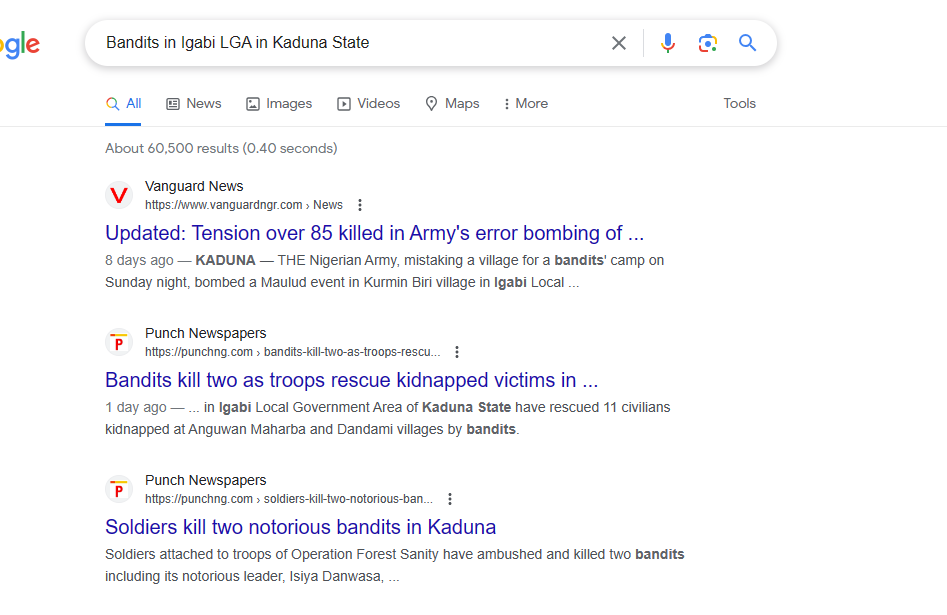 gle
Bandits in Igabi LGA in Kaduna State
All News Images Videos Maps More Tools
About 60,500 results (0.40 seconds)
V
Vanguard News
https://www.vanguardngr.com › News
Updated: Tension over 85 killed in Army's error bombing of ...
8 days ago — KADUNA — THE Nigerian Army, mistaking a village for a bandits' camp on
Sunday night, bombed a Maulud event in Kurmin Biri village in Igabi Local ...
P
Punch Newspapers
https://punchng.com › bandits-kill-two-as-troops-rescu...
Bandits kill two as troops rescue kidnapped victims in ...
1 day ago — ... in Igabi Local Government Area of Kaduna State have rescued 11 civilians
kidnapped at Anguwan Maharba and Dandami villages by bandits.
P
Punch Newspapers
https://punchng.com › soldiers-kill-two-notorious-ban...
Soldiers kill two notorious bandits in Kaduna
Soldiers attached to troops of Operation Forest Sanity have ambushed and killed two bandits
including its notorious leader, Isiya Danwasa, ...